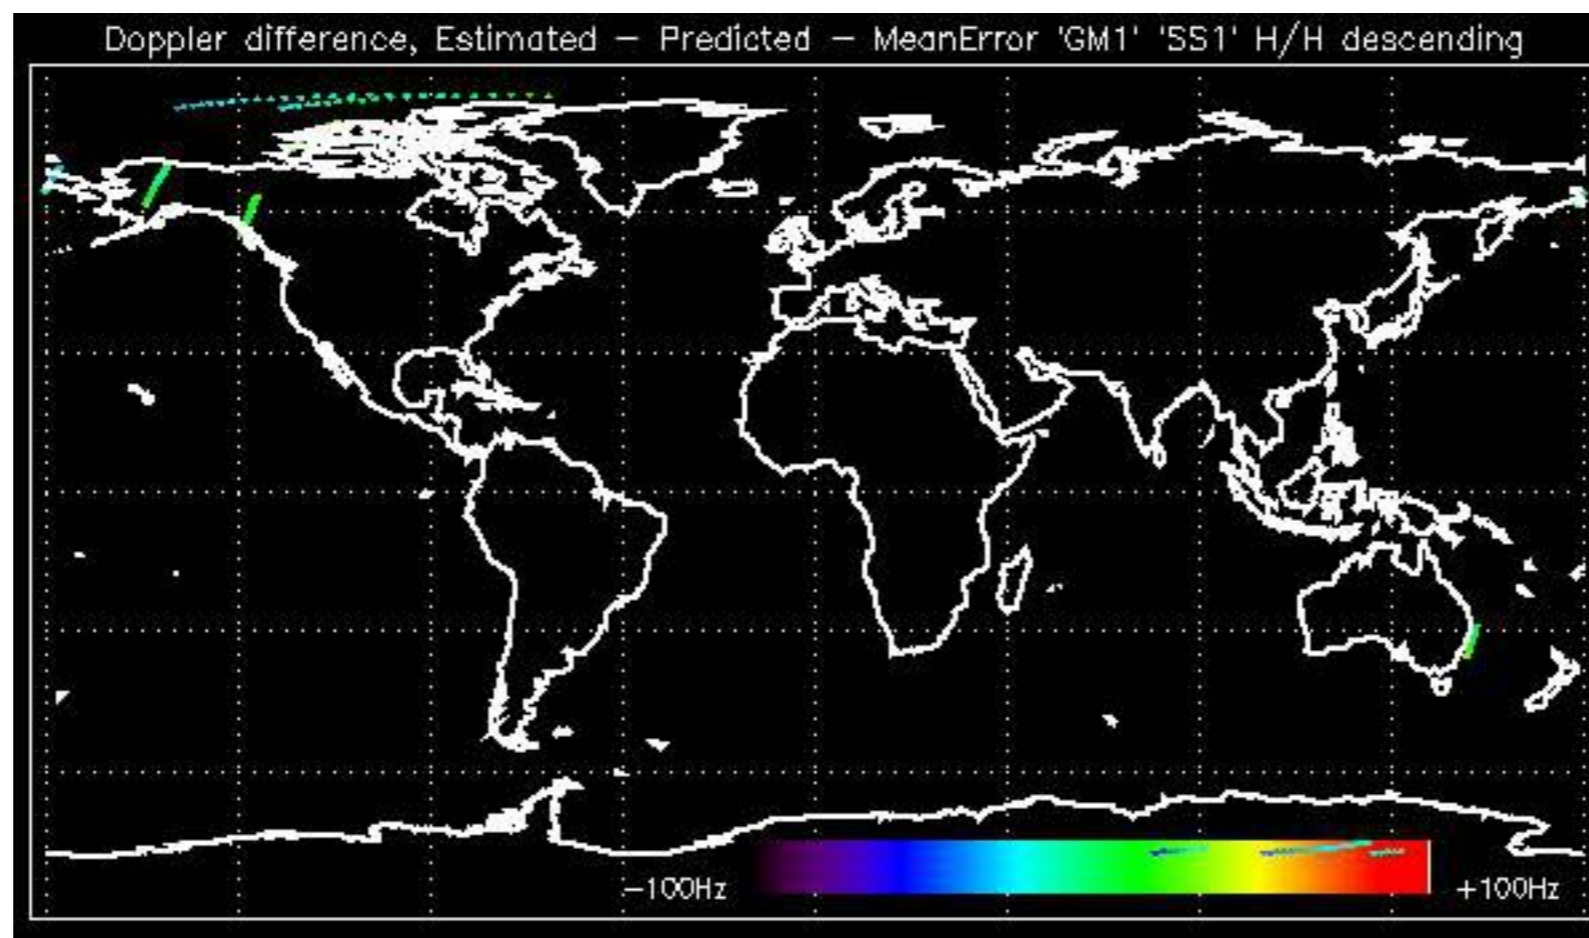 Doppler difference, Estimated – Predicted – MeanError 'GM1' 'SS1' H/H descending
–100Hz +100Hz